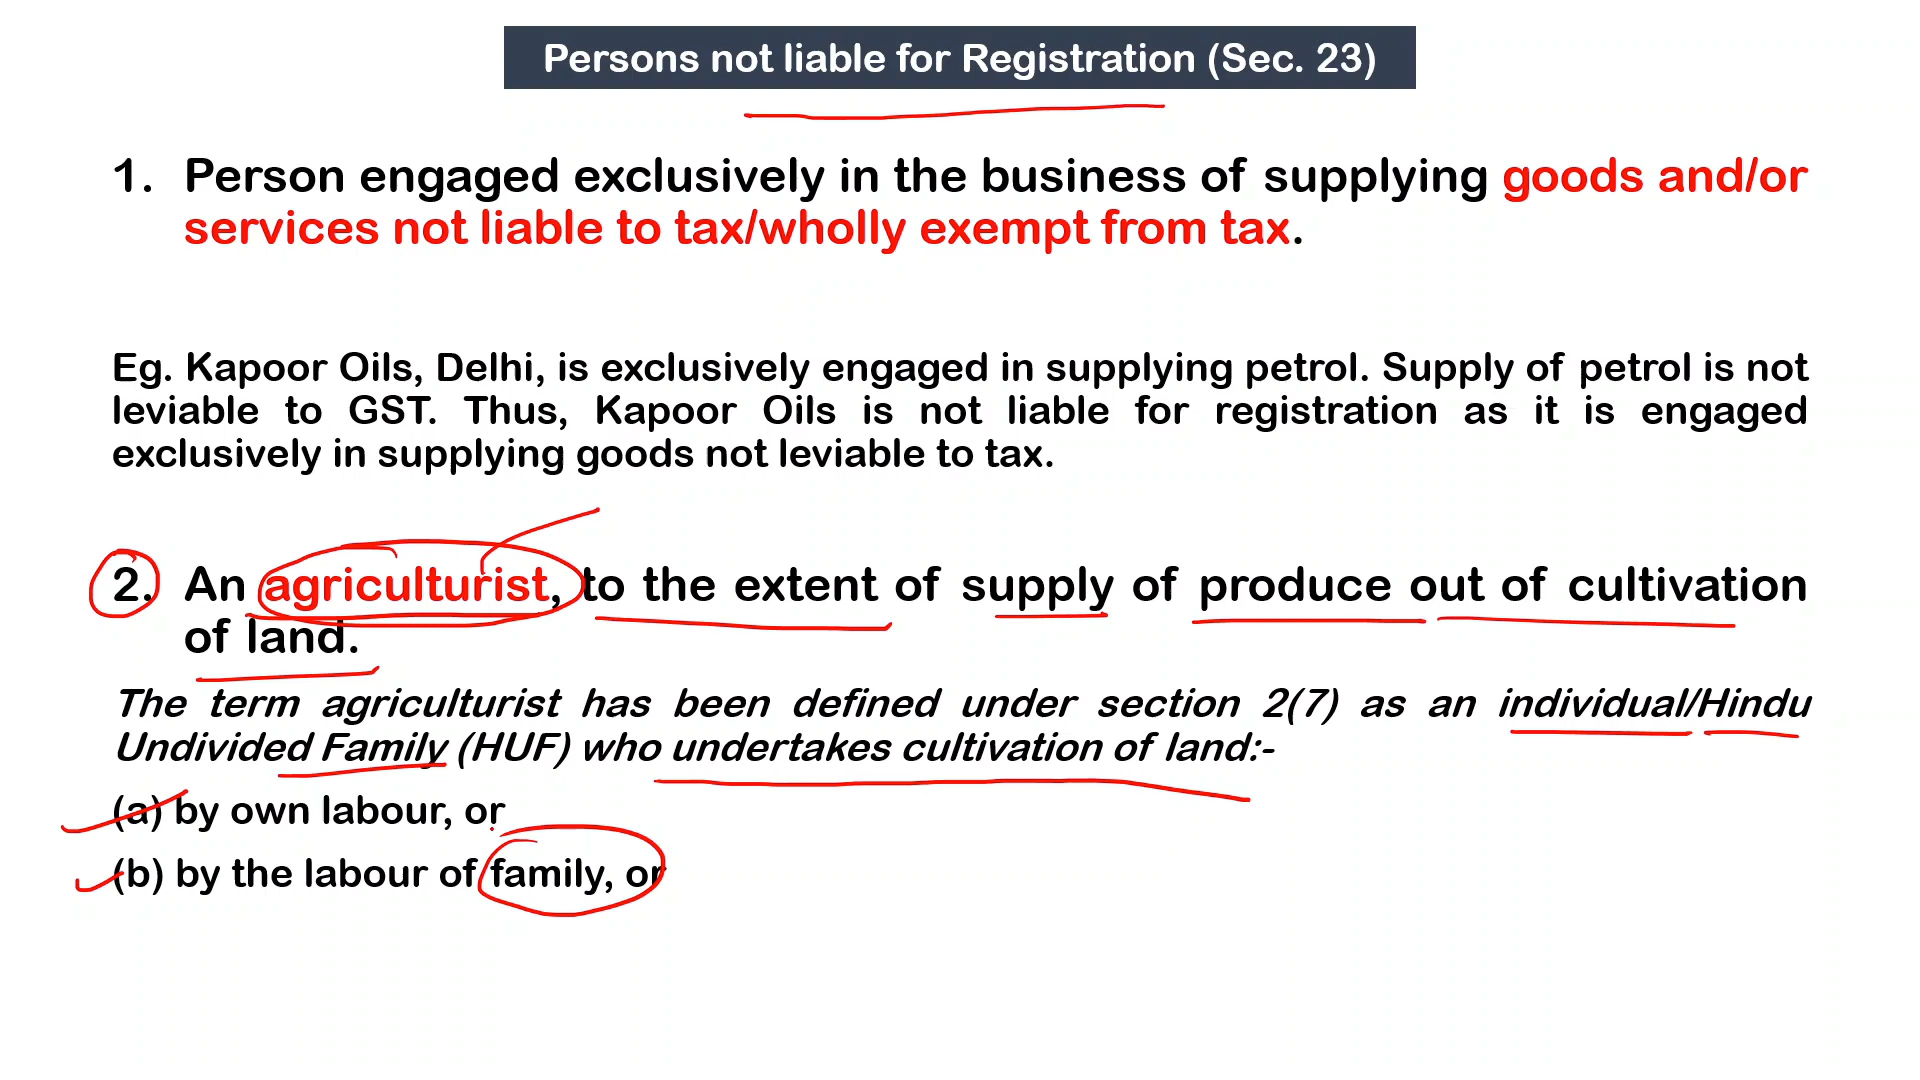 Persons not liable for Registration (Sec. 23)
1. Person engaged exclusively in the business of supplying goods and/or
services not liable to tax/wholly exempt from tax.
Eg. Kapoor Oils, Delhi, is exclusively engaged in supplying petrol. Supply of petrol is not
leviable to GST. Thus, Kapoor Oils is not liable for registration as it is engaged
exclusively in supplying goods not leviable to tax.
2. An agriculturist, to the extent of supply of produce out of cultivation
of land.
The term agriculturist has been defined under section 2(7) as an individual/Hindu
Undivided Family (HUF) who undertakes cultivation of land:-
(a) by own labour, or
(b) by the labour of family, or